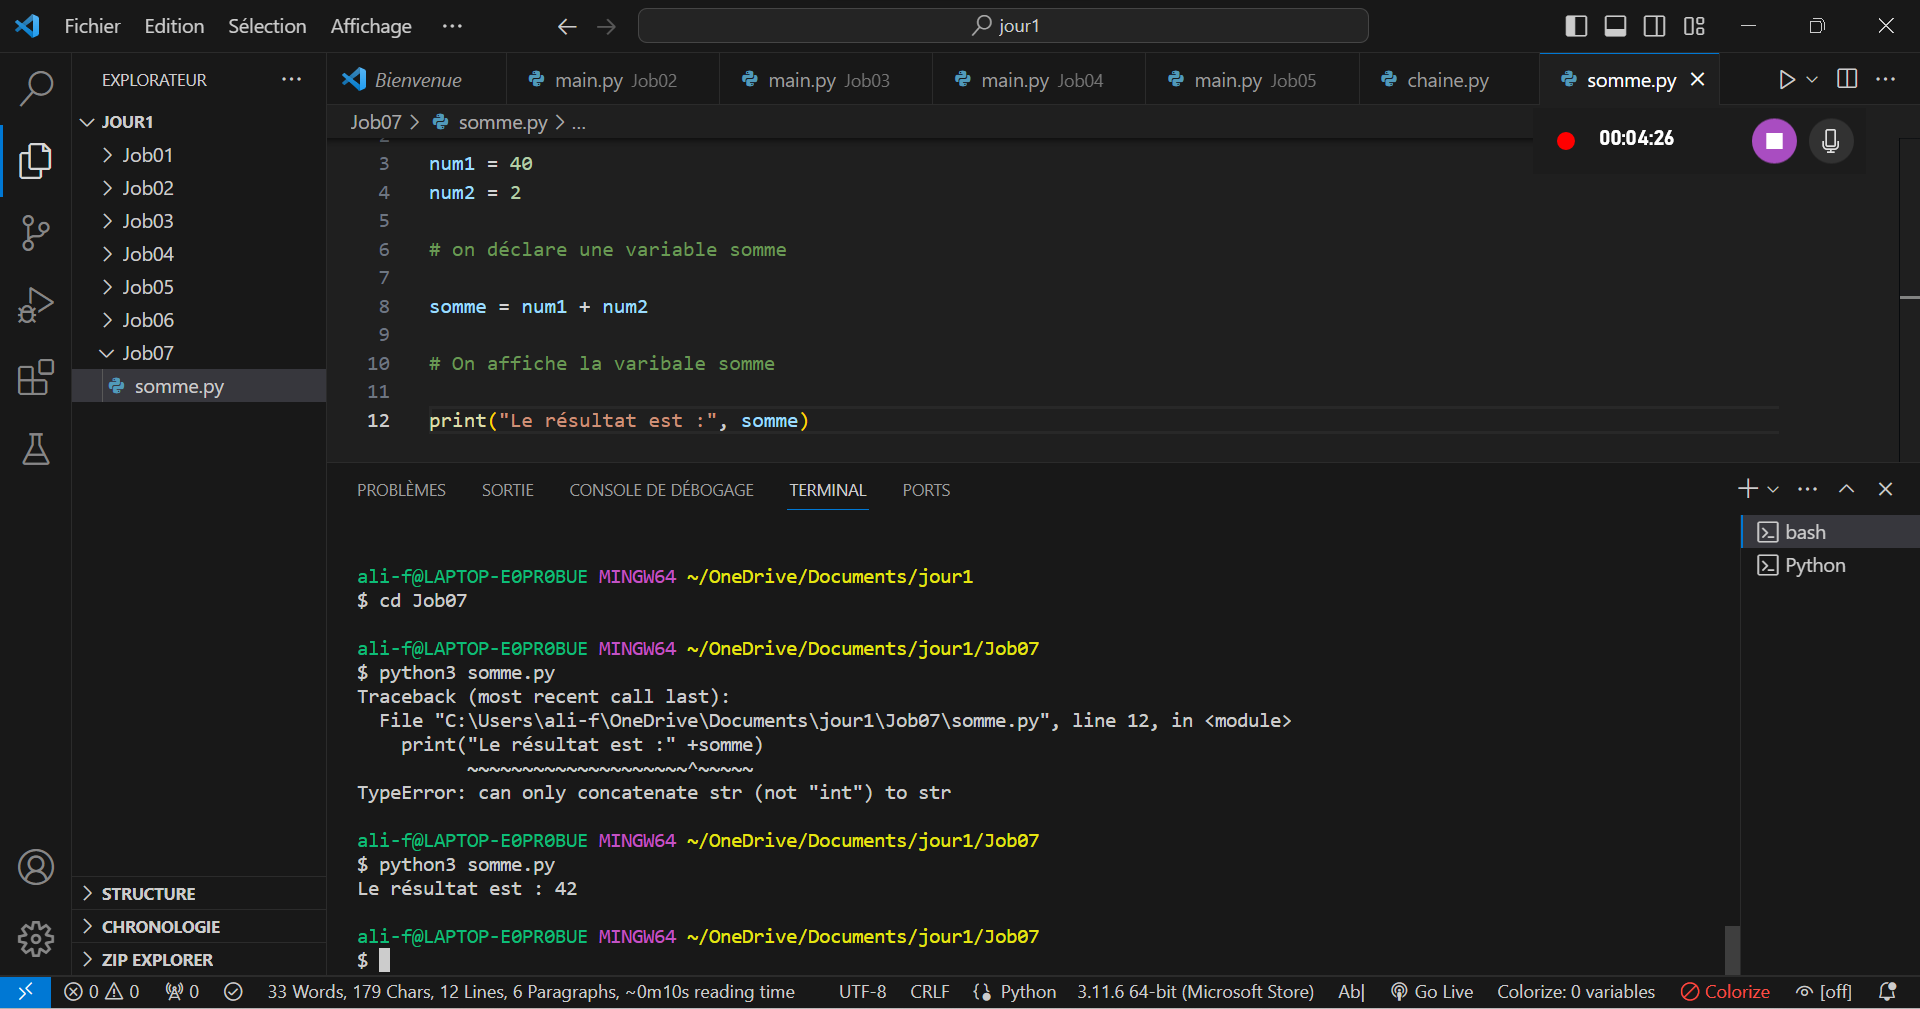 Fichier Edition Sélection Affichage ···
jour1
EXPLORATEUR ···
JOUR1
Job01
Job02
Job03
Job04
Job05
Job06
Job07
somme.py
STRUCTURE
CHRONOLOGIE
ZIP EXPLORER
Bienvenue main.py Job02 main.py Job03 main.py Job04 main.py Job05 chaine.py somme.py
Job07 > somme.py > ...
00:04:26
3 num1 = 40
4 num2 = 2
5
6 # on déclare une variable somme
7
8 somme = num1 + num2
9
10 # On affiche la varibale somme
11
12 print("Le résultat est :", somme)
PROBLÈMES SORTIE CONSOLE DE DÉBOGAGE TERMINAL PORTS
bash
Python
ali-f@LAPTOP-E0PR0BUE MINGW64 ~/OneDrive/Documents/jour1
$ cd Job07
ali-f@LAPTOP-E0PR0BUE MINGW64 ~/OneDrive/Documents/jour1/Job07
$ python3 somme.py
Traceback (most recent call last):
File "C:\Users\ali-f\OneDrive\Documents\jour1\Job07\somme.py", line 12, in <module>
print("Le résultat est :" +somme)
~~~~~~~~~~~~~~~~~~~~^~~~~~
TypeError: can only concatenate str (not "int") to str
ali-f@LAPTOP-E0PR0BUE MINGW64 ~/OneDrive/Documents/jour1/Job07
$ python3 somme.py
Le résultat est : 42
ali-f@LAPTOP-E0PR0BUE MINGW64 ~/OneDrive/Documents/jour1/Job07
$
0 0 0 33 Words, 179 Chars, 12 Lines, 6 Paragraphs, ~0m10s reading time UTF-8 CRLF Python 3.11.6 64-bit (Microsoft Store) Ab| Go Live Colorize: 0 variables Colorize [off]